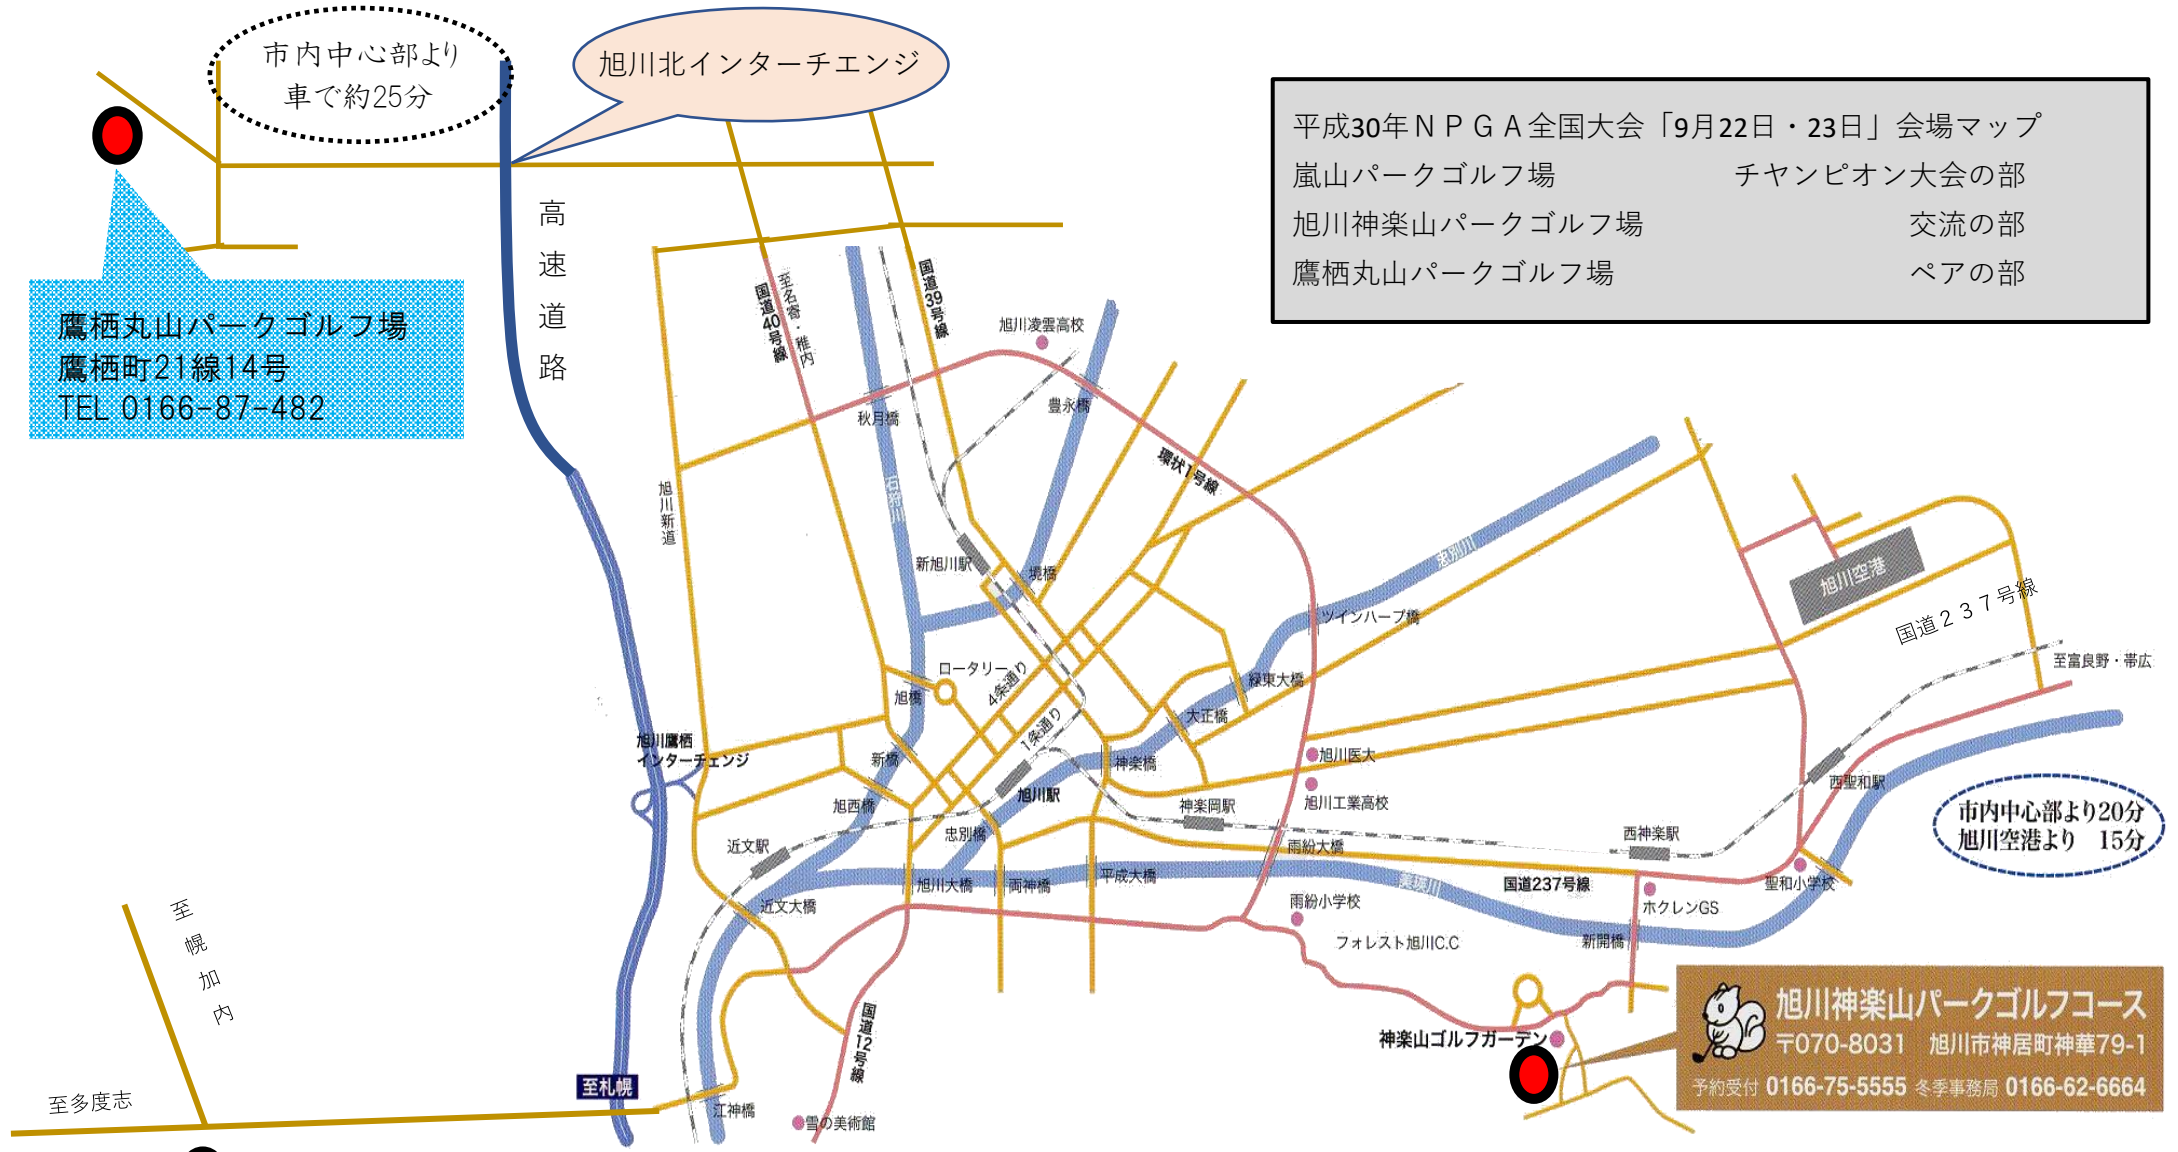 市内中心部より
車で約25分
旭川北インターチエンジ
平成30年ＮＰＧＡ全国大会「9月22日・23日」会場マップ
嵐山パークゴルフ場 チヤンピオン大会の部
旭川神楽山パークゴルフ場 交流の部
鷹栖丸山パークゴルフ場 ペアの部
高速道路
鷹栖丸山パークゴルフ場
鷹栖町21線14号
TEL 0166-87-482
国道40号線
至名寄・稚内
国道39号線
旭川凌雲高校
秋月橋
豊永橋
環状1号線
旭川新道
石狩川
新旭川駅
境橋
忠別川
ツインハープ橋
旭川空港
国道２３７号線
至富良野・帯広
ロータリー
4条通り
旭橋
緑東大橋
大正橋
1条通り
旭川鷹栖
インターチェンジ
新橋
神楽橋
旭川医大
旭川駅
旭西橋
神楽岡駅
旭川工業高校
西聖和駅
市内中心部より20分
旭川空港より 15分
忠別橋
近文駅
雨紛大橋
西神楽駅
旭川大橋
両神橋
平成大橋
美瑛川
国道237号線
聖和小学校
近文大橋
雨紛小学校
ホクレンGS
フォレスト旭川C.C
新開橋
至幌加内
国道12号線
神楽山ゴルフガーデン
旭川神楽山パークゴルフコース
〒070-8031 旭川市神居町神華79-1
予約受付 0166-75-5555 冬季事務局 0166-62-6664
至札幌
至多度志
江神橋
雪の美術館